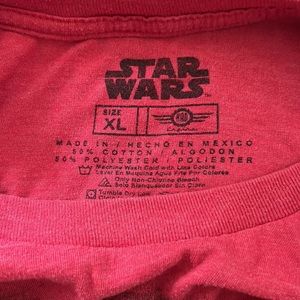 STAR
WARS
SIZE
XL
MADE IN / HECHO EN MEXICO
50% COTTON / ALGODON
50% POLYESTER / POLIESTER
Machine Wash Cold with Like Colors
Lavar en Maquina Agua Fria Por Colores
Only Non-Chlorine Bleach
Solo Blanqueador Sin Cloro
Tumble Dry Low